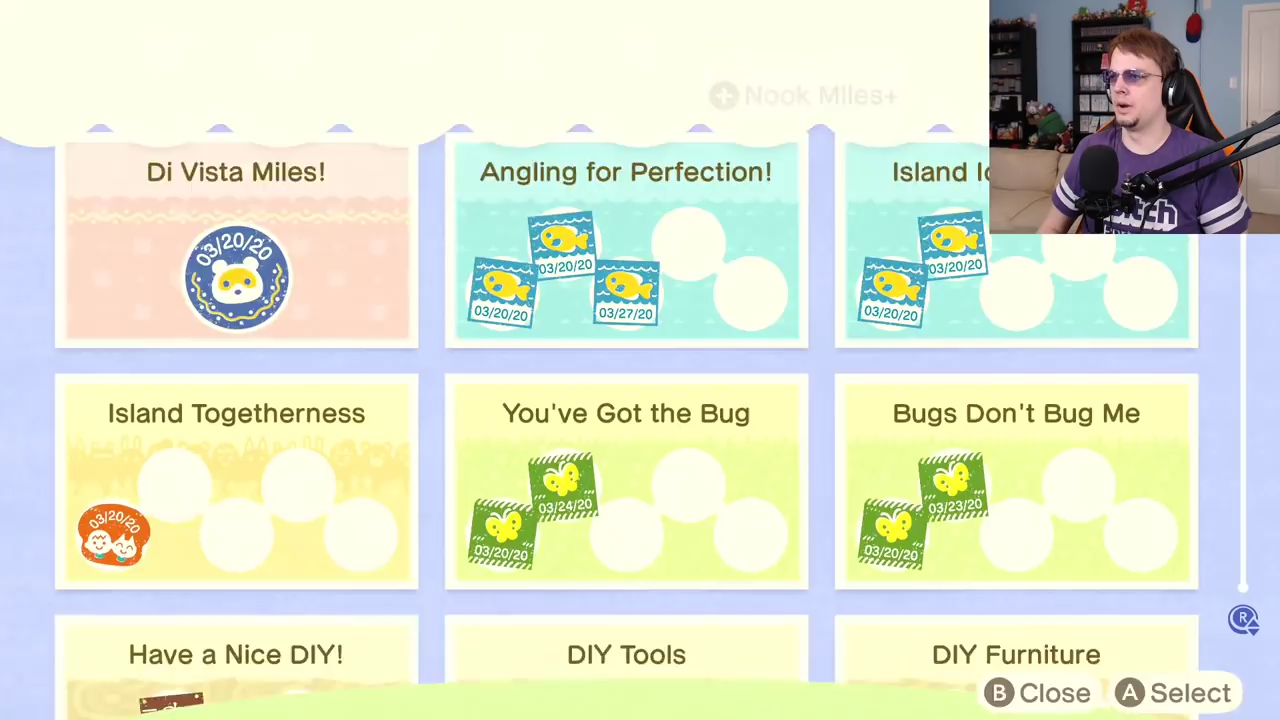 Nook Miles+
Di Vista Miles!
03/20/20
Angling for Perfection!
03/20/20
03/20/20
03/27/20
Island
03/20/20
03/20/20
Island Togetherness
03/20/20
You've Got the Bug
03/24/20
03/20/20
Bugs Don't Bug Me
03/23/20
03/20/20
Have a Nice DIY!
DIY Tools
DIY Furniture
R
B Close
A Select